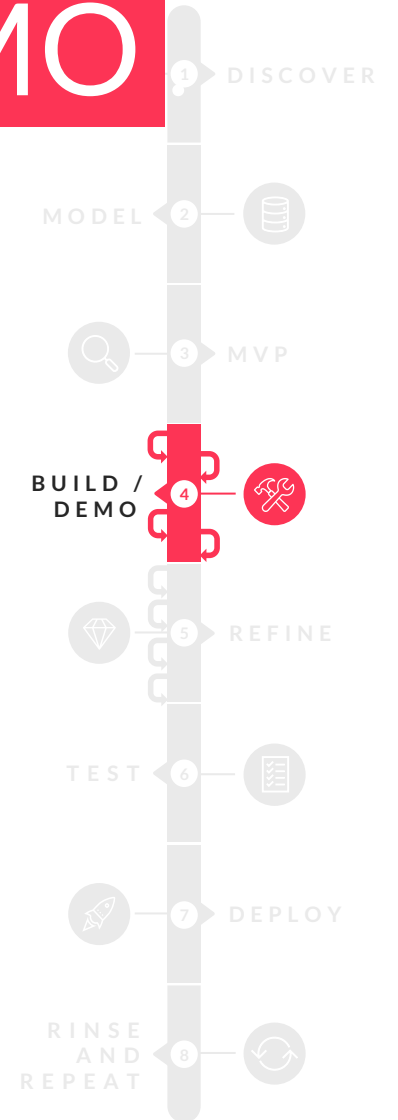 MO
1
DISCOVER
MODEL
2
3
MVP
BUILD /
DEMO
4
5
REFINE
TEST
6
7
DEPLOY
RINSE
AND
REPEAT
8